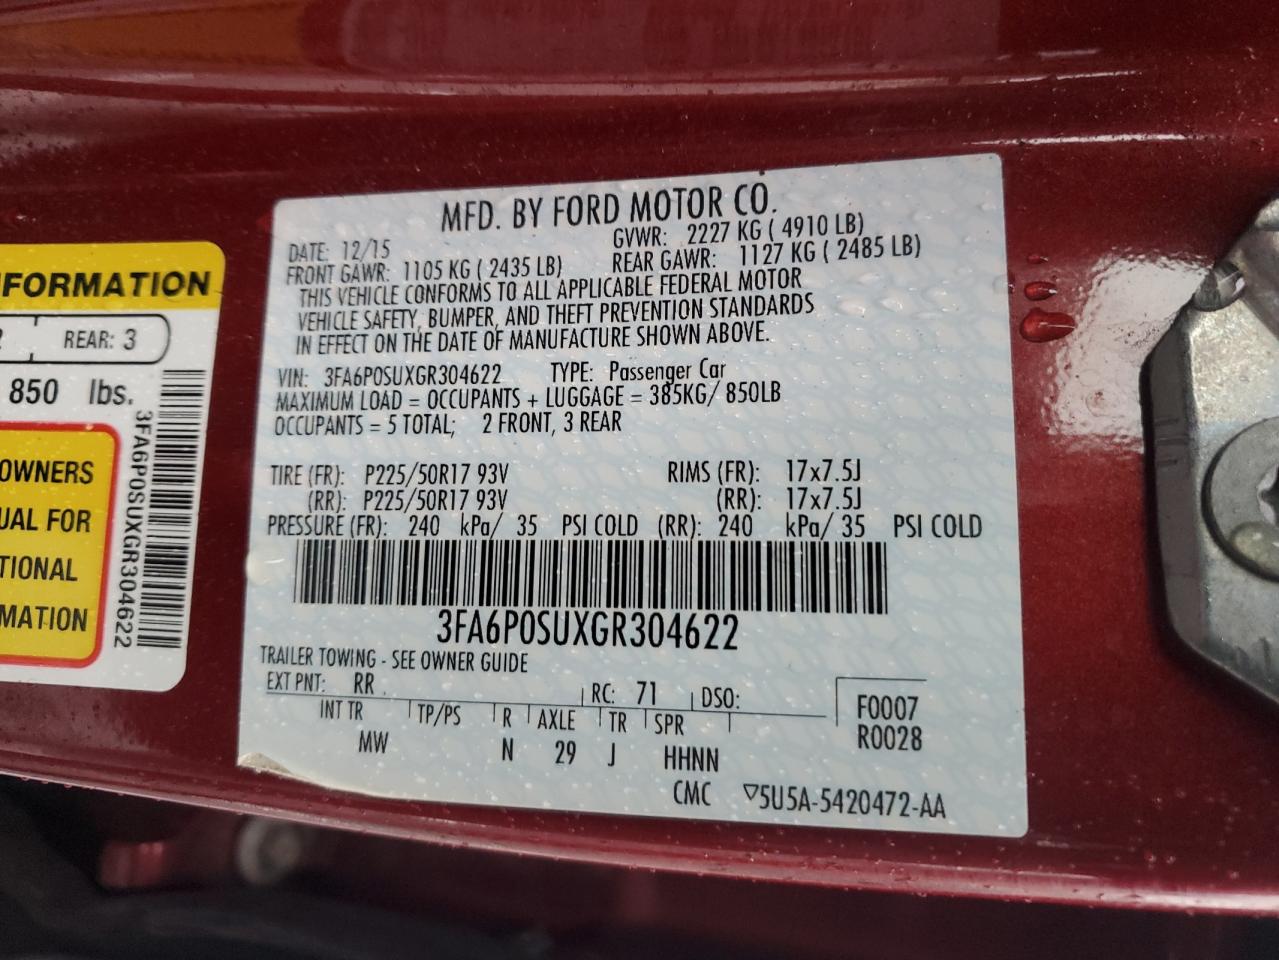 MFD. BY FORD MOTOR CO.
DATE: 12/15 GVWR: 2227 KG ( 4910 LB)
FRONT GAWR: 1105 KG ( 2435 LB) REAR GAWR: 1127 KG ( 2485 LB)
THIS VEHICLE CONFORMS TO ALL APPLICABLE FEDERAL MOTOR
VEHICLE SAFETY, BUMPER, AND THEFT PREVENTION STANDARDS
IN EFFECT ON THE DATE OF MANUFACTURE SHOWN ABOVE.
VIN: 3FA6P0SUXGR304622 TYPE: Passenger Car
MAXIMUM LOAD = OCCUPANTS + LUGGAGE = 385KG/ 850LB
OCCUPANTS = 5 TOTAL; 2 FRONT, 3 REAR
TIRE (FR): P225/50R17 93V RIMS (FR): 17x7.5J
(RR): P225/50R17 93V (RR): 17x7.5J
PRESSURE (FR): 240 kPa/ 35 PSI COLD (RR): 240 kPa/ 35 PSI COLD
3FA6P0SUXGR304622
TRAILER TOWING - SEE OWNER GUIDE
EXT PNT: RR RC: 71 DSO:
INT TR TP/PS R AXLE TR SPR
MW N 29 J HHNN
F0007
R0028
CMC ▽5U5A-5420472-AA
FORMATION
REAR: 3
850 lbs.
OWNERS
UAL FOR
TIONAL
MATION
3FA6P0SUXGR304622